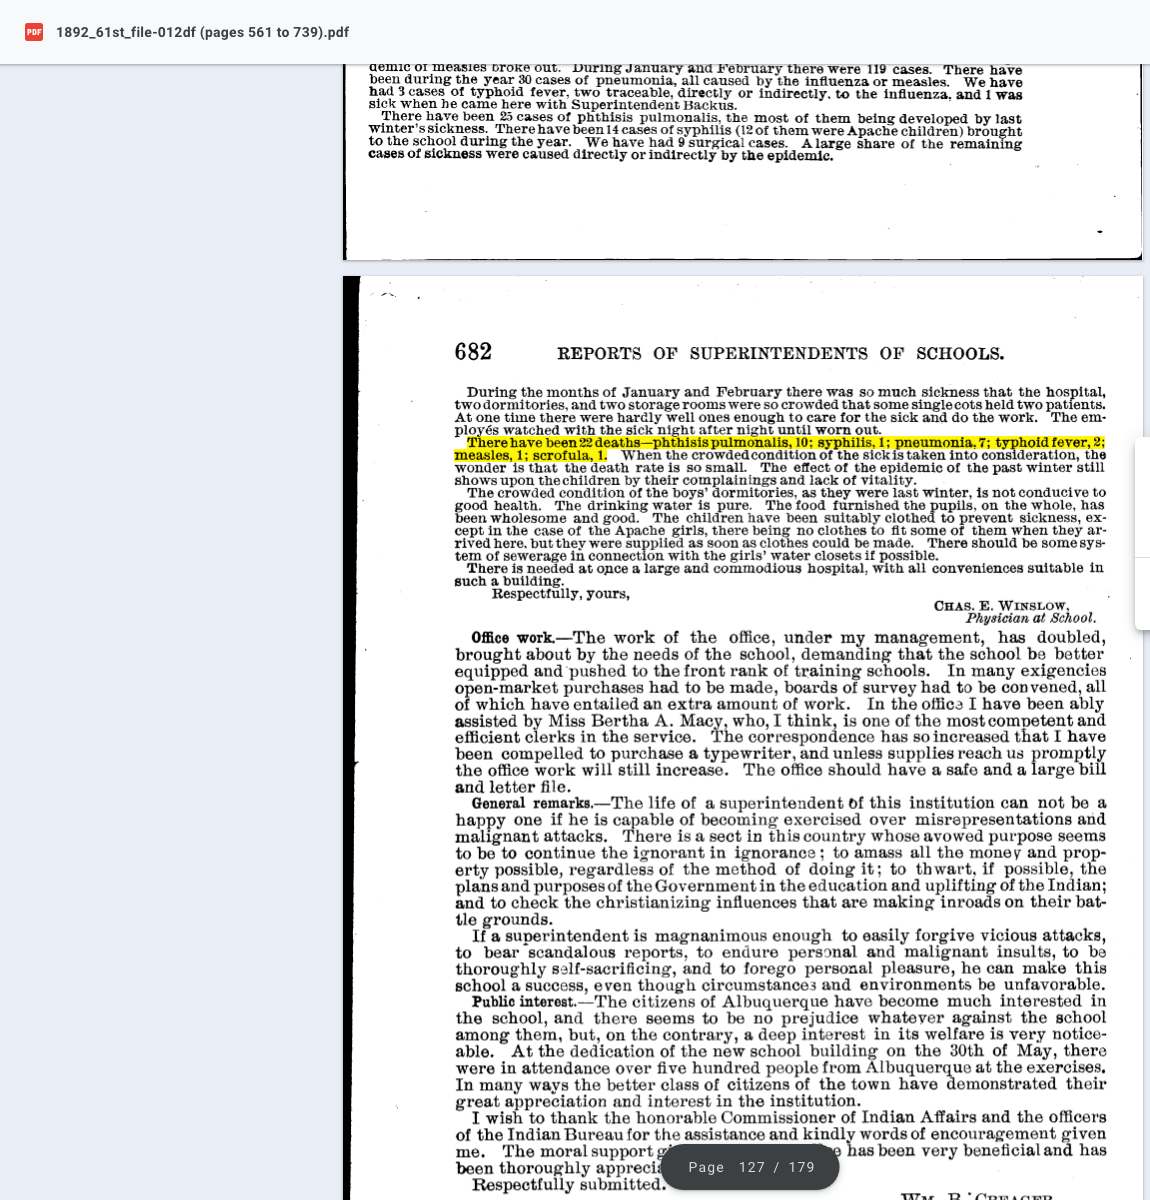 PDF 1892_61st_file-012df (pages 561 to 739).pdf
demic of measles broke out. During January and February there were 119 cases. There have
been during the year 30 cases of pneumonia, all caused by the influenza or measles. We have
had 3 cases of typhoid fever, two traceable, directly or indirectly, to the influenza, and 1 was
sick when he came here with Superintendent Backus.
There have been 25 cases of phthisis pulmonalis, the most of them being developed by last
winter's sickness. There have been 14 cases of syphilis (12 of them were Apache children) brought
to the school during the year. We have had 9 surgical cases. A large share of the remaining
cases of sickness were caused directly or indirectly by the epidemic.
682 REPORTS OF SUPERINTENDENTS OF SCHOOLS.
During the months of January and February there was so much sickness that the hospital,
two dormitories, and two storage rooms were so crowded that some single cots held two patients.
At one time there were hardly well ones enough to care for the sick and do the work. The em-
ployés watched with the sick night after night until worn out.
There have been 22 deaths—phthisis pulmonalis, 10; syphilis, 1; pneumonia, 7; typhoid fever, 2;
measles, 1; scrofula, 1. When the crowded condition of the sick is taken into consideration, the
wonder is that the death rate is so small. The effect of the epidemic of the past winter still
shows upon the children by their complainings and lack of vitality.
The crowded condition of the boys' dormitories, as they were last winter, is not conducive to
good health. The drinking water is pure. The food furnished the pupils, on the whole, has
been wholesome and good. The children have been suitably clothed to prevent sickness, ex-
cept in the case of the Apache girls, there being no clothes to fit some of them when they ar-
rived here, but they were supplied as soon as clothes could be made. There should be some sys-
tem of sewerage in connection with the girls' water closets if possible.
There is needed at once a large and commodious hospital, with all conveniences suitable in
such a building.
Respectfully, yours,
CHAS. E. WINSLOW,
Physician at School.
Office work.—The work of the office, under my management, has doubled,
brought about by the needs of the school, demanding that the school be better
equipped and pushed to the front rank of training schools. In many exigencies
open-market purchases had to be made, boards of survey had to be convened, all
of which have entailed an extra amount of work. In the office I have been ably
assisted by Miss Bertha A. Macy, who, I think, is one of the most competent and
efficient clerks in the service. The correspondence has so increased that I have
been compelled to purchase a typewriter, and unless supplies reach us promptly
the office work will still increase. The office should have a safe and a large bill
and letter file.
General remarks.—The life of a superintendent of this institution can not be a
happy one if he is capable of becoming exercised over misrepresentations and
malignant attacks. There is a sect in this country whose avowed purpose seems
to be to continue the ignorant in ignorance; to amass all the money and prop-
erty possible, regardless of the method of doing it; to thwart, if possible, the
plans and purposes of the Government in the education and uplifting of the Indian;
and to check the christianizing influences that are making inroads on their bat-
tle grounds.
If a superintendent is magnanimous enough to easily forgive vicious attacks,
to bear scandalous reports, to endure personal and malignant insults, to be
thoroughly self-sacrificing, and to forego personal pleasure, he can make this
school a success, even though circumstances and environments be unfavorable.
Public interest.—The citizens of Albuquerque have become much interested in
the school, and there seems to be no prejudice whatever against the school
among them, but, on the contrary, a deep interest in its welfare is very notice-
able. At the dedication of the new school building on the 30th of May, there
were in attendance over five hundred people from Albuquerque at the exercises.
In many ways the better class of citizens of the town have demonstrated their
great appreciation and interest in the institution.
I wish to thank the honorable Commissioner of Indian Affairs and the officers
of the Indian Bureau for the assistance and kindly words of encouragement given
me. The moral support has been very beneficial and has
been thoroughly
Respectfully submitted.
WM. B. CREAGER
Page 127 / 179